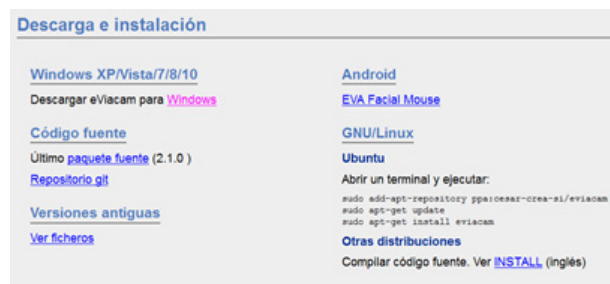 Descarga e instalación
Windows XP/Vista/7/8/10
Descargar eViacam para Windows
Código fuente
Último paquete fuente (2.1.0 )
Repositorio git
Versiones antiguas
Ver ficheros
Android
EVA Facial Mouse
GNU/Linux
Ubuntu
Abrir un terminal y ejecutar:
sudo add-apt-repository ppa:cesar-crea-si/eviacam
sudo apt-get update
sudo apt-get install eviacam
Otras distribuciones
Compilar código fuente. Ver INSTALL (inglés)